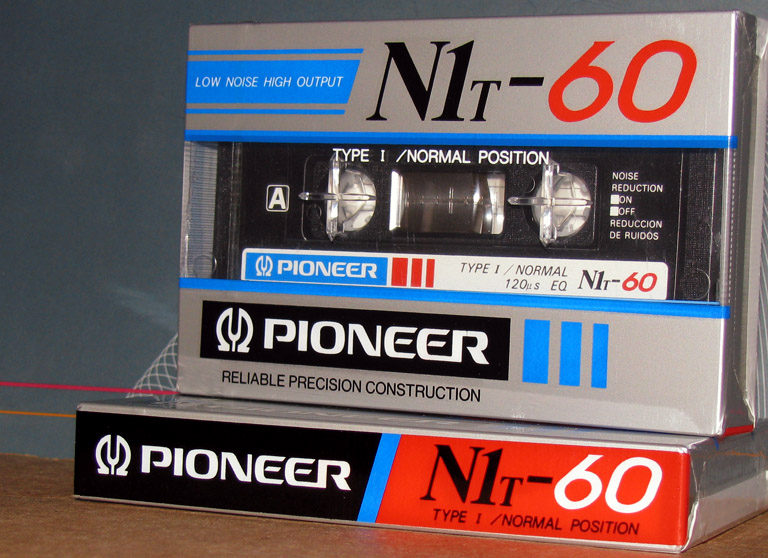 LOW NOISE HIGH OUTPUT
N1T-60
TYPE I /NORMAL POSITION
A
NOISE
REDUCTION
ON
OFF
REDUCCION
DE RUIDOS
PIONEER
TYPE I / NORMAL
120µs EQ
N1T-60
PIONEER
RELIABLE PRECISION CONSTRUCTION
PIONEER
N1T-60
TYPE I /NORMAL POSITION